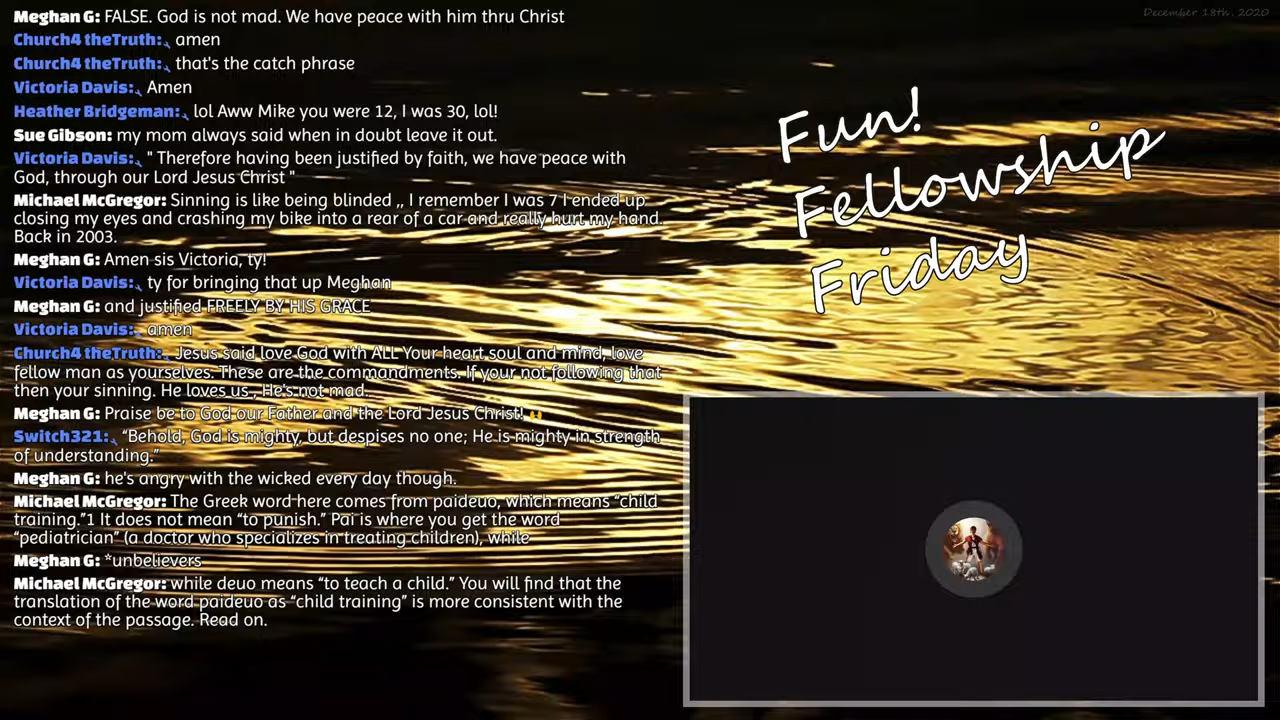 Meghan G: FALSE. God is not mad. We have peace with him thru Christ
Church4 theTruth: amen
Church4 theTruth: that's the catch phrase
Victoria Davis: Amen
Heather Bridgeman: lol Aww Mike you were 12, I was 30, lol!
Sue Gibson: my mom always said when in doubt leave it out.
Victoria Davis: " Therefore having been justified by faith, we have peace with
God, through our Lord Jesus Christ "
Michael McGregor: Sinning is like being blinded ,, I remember I was 7 I ended up
closing my eyes and crashing my bike into a rear of a car and really hurt my hand.
Back in 2003.
Meghan G: Amen sis Victoria, ty!
Victoria Davis: ty for bringing that up Meghan
Meghan G: and justified FREELY BY HIS GRACE
Victoria Davis: amen
Church4 theTruth: Jesus said love God with ALL Your heart soul and mind, love
fellow man as yourselves. These are the commandments. If your not following that
then your sinning. He loves us , He's not mad.
Meghan G: Praise be to God our Father and the Lord Jesus Christ! 🙌
Switch321: “Behold, God is mighty, but despises no one; He is mighty in strength
of understanding.”
Meghan G: he's angry with the wicked every day though.
Michael McGregor: The Greek word here comes from paideuo, which means “child
training.”1 It does not mean “to punish.” Pai is where you get the word
“pediatrician” (a doctor who specializes in treating children), while
Meghan G: *unbelievers
Michael McGregor: while deuo means “to teach a child.” You will find that the
translation of the word paideuo as “child training” is more consistent with the
context of the passage. Read on.
December 18th, 2020
Fun!
Fellowship
Friday